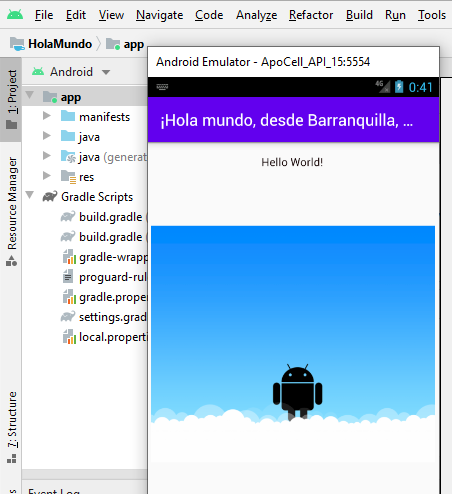 File Edit View Navigate Code Analyze Refactor Build Run Tools
HolaMundo app
Android Emulator - ApoCell_API_15:5554
1: Project
Android
4G 0:41
app
¡Hola mundo, desde Barranquilla, ...
manifests
java
java (generat
res
Hello World!
Resource Manager
Gradle Scripts
build.gradle (
build.gradle (
gradle-wrapp
proguard-rul
gradle.prope
settings.grad
local.properti
7: Structure
Event Log